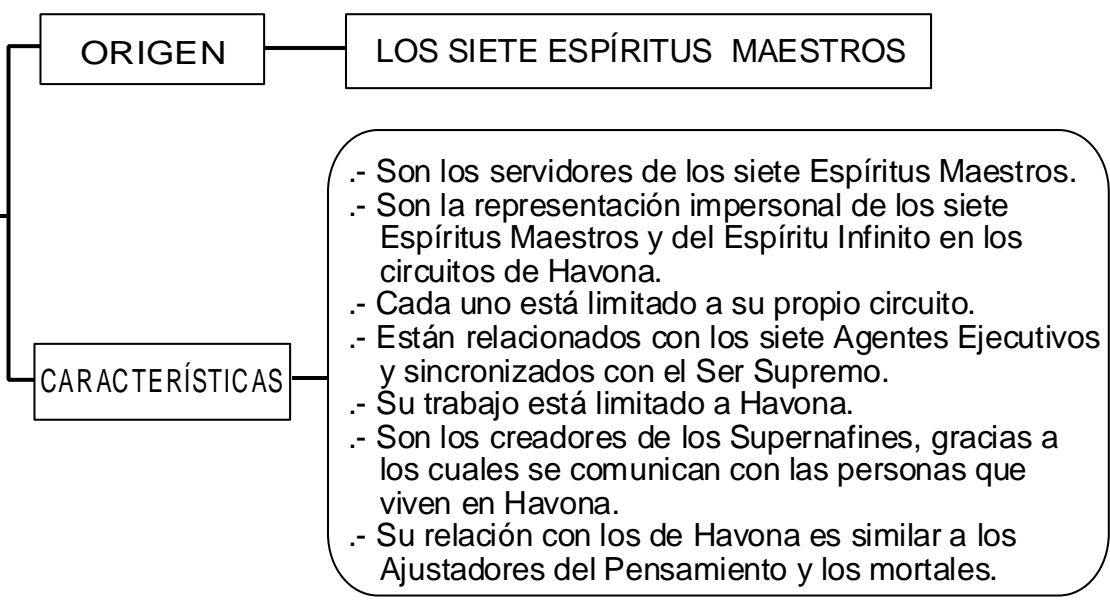 ORIGEN
LOS SIETE ESPÍRITUS MAESTROS
CARACTERÍSTICAS
.- Son los servidores de los siete Espíritus Maestros.
.- Son la representación impersonal de los siete
Espíritus Maestros y del Espíritu Infinito en los
circuitos de Havona.
.- Cada uno está limitado a su propio circuito.
.- Están relacionados con los siete Agentes Ejecutivos
y sincronizados con el Ser Supremo.
.- Su trabajo está limitado a Havona.
.- Son los creadores de los Supernafines, gracias a
los cuales se comunican con las personas que
viven en Havona.
.- Su relación con los de Havona es similar a los
Ajustadores del Pensamiento y los mortales.